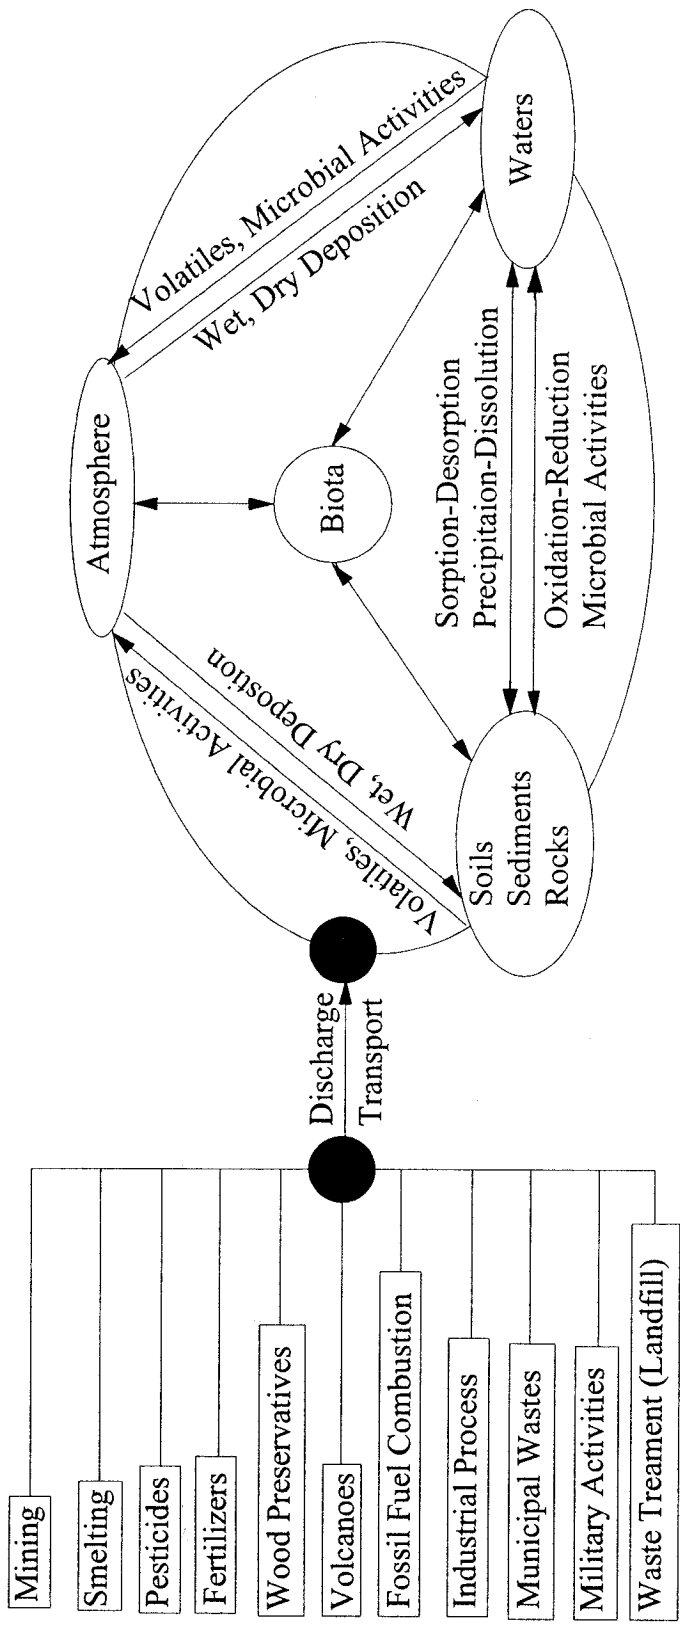 Mining
Smelting
Pesticides
Fertilizers
Wood Preservatives
Volcanoes
Fossil Fuel Combustion
Industrial Process
Municipal Wastes
Military Activities
Waste Treament (Landfill)
Discharge
Transport
Atmosphere
Volatiles, Microbial Activities
Wet, Dry Deposition
Volatiles, Microbial Activities
Wet, Dry Deposition
Biota
Soils
Sediments
Rocks
Sorption-Desorption
Precipitaion-Dissolution
Oxidation-Reduction
Microbial Activities
Waters